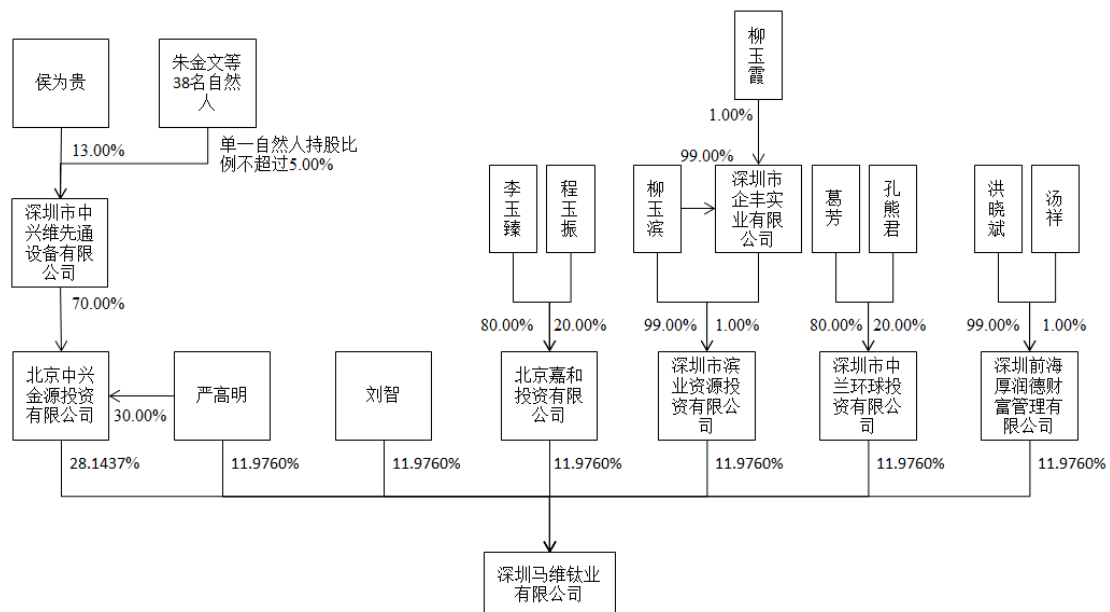 柳玉霞
侯为贵
朱金文等
38名自然
人
1.00%
13.00%
单一自然人持股比
例不超过5.00%
99.00%
李玉臻
程玉振
柳玉滨
深圳市
企丰实
业有限
公司
葛芳
孔熊君
洪晓斌
汤祥
深圳市中
兴维先通
设备有限
公司
70.00%
80.00%
20.00%
99.00%
1.00%
80.00%
20.00%
99.00%
1.00%
北京中兴
金源投资
有限公司
30.00%
严高明
刘智
北京嘉和
投资有限
公司
深圳市滨
业资源投
资有限公
司
深圳市中
兰环球投
资有限公
司
深圳前海
厚润德财
富管理有
限公司
28.1437%
11.9760%
11.9760%
11.9760%
11.9760%
11.9760%
11.9760%
深圳马维钛业
有限公司